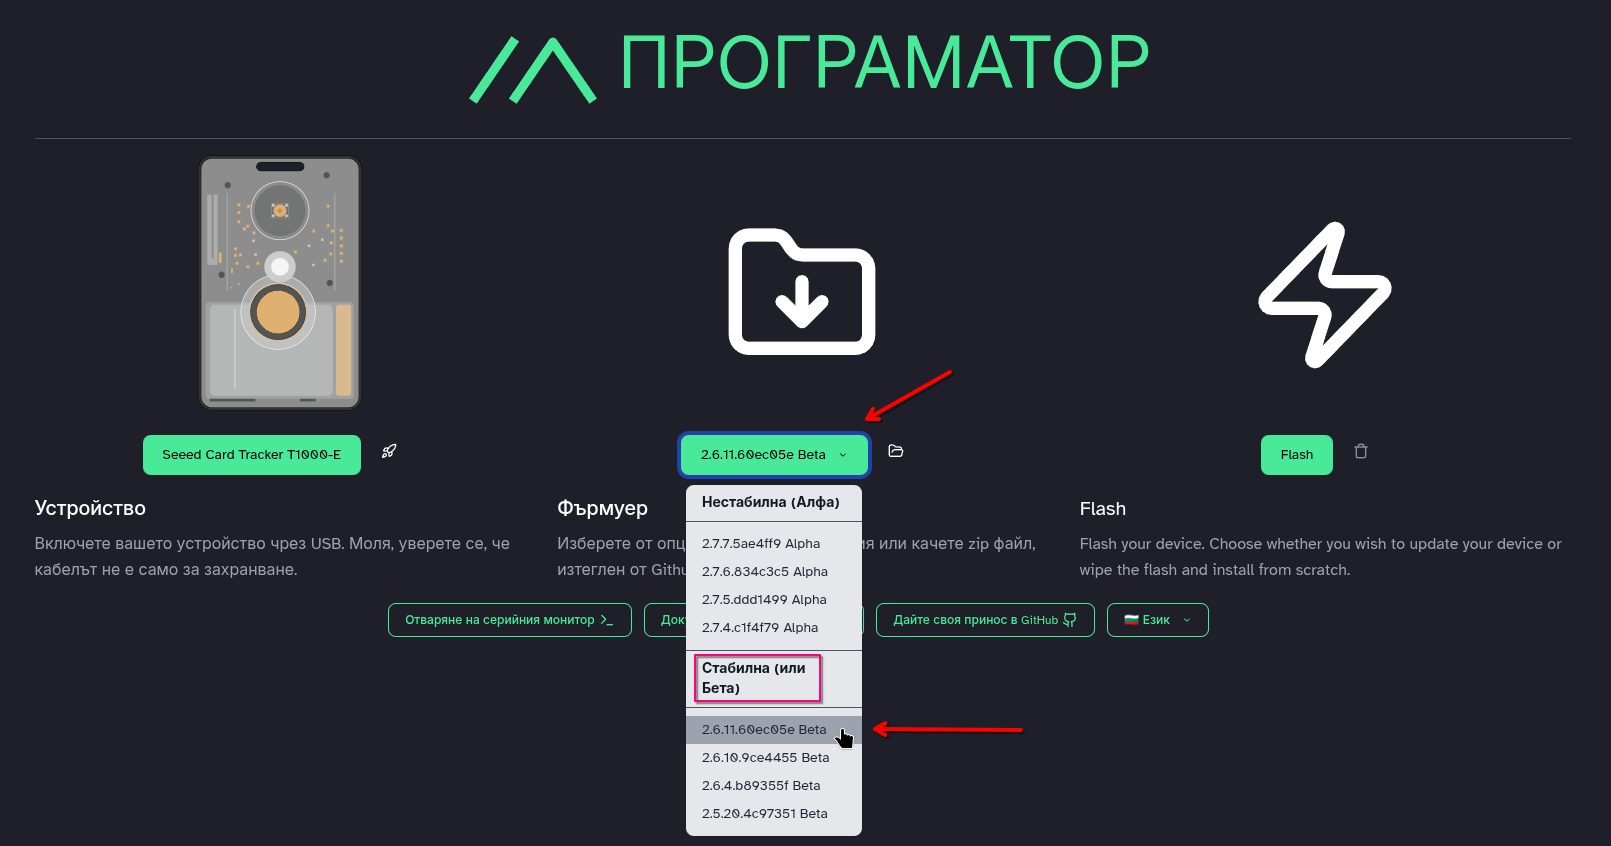 ПРОГРАМАТОР
Seeed Card Tracker T1000-E
2.6.11.60ec05e Beta
Flash
Устройство
Включете вашето устройство чрез USB. Моля, уверете се, че
кабелът не е само за захранване.
Фърмуер
Изберете от опц
ия или качете zip файл,
изтеглен от Githu
Flash
Flash your device. Choose whether you wish to update your device or
wipe the flash and install from scratch.
Нестабилна (Алфа)
2.7.7.5ae4ff9 Alpha
2.7.6.834c3c5 Alpha
2.7.5.ddd1499 Alpha
2.7.4.c1f4f79 Alpha
Стабилна (или
Бета)
2.6.11.60ec05e Beta
2.6.10.9ce4455 Beta
2.6.4.b89355f Beta
2.5.20.4c97351 Beta
Отваряне на серийния монитор
Док
Дайте своя принос в GitHub
Език